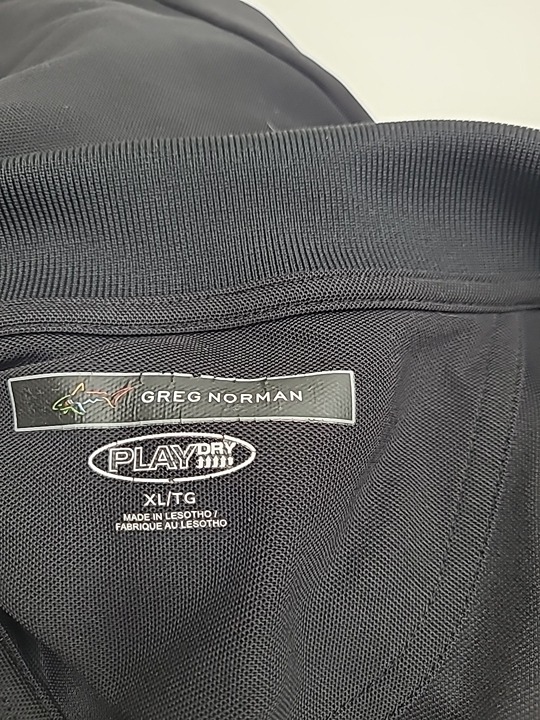 GREG NORMAN
PLAYDRY
XL/TG
MADE IN LESOTHO /
FABRIQUE AU LESOTHO